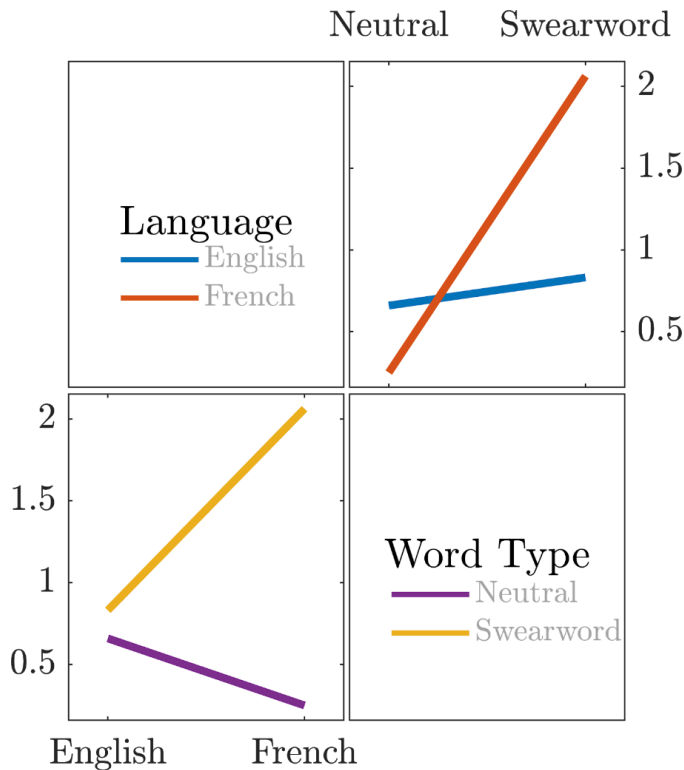 Neutral Swearword
Language
English
French
2
1.5
1
0.5
2
1.5
1
0.5
Word Type
Neutral
Swearword
English French